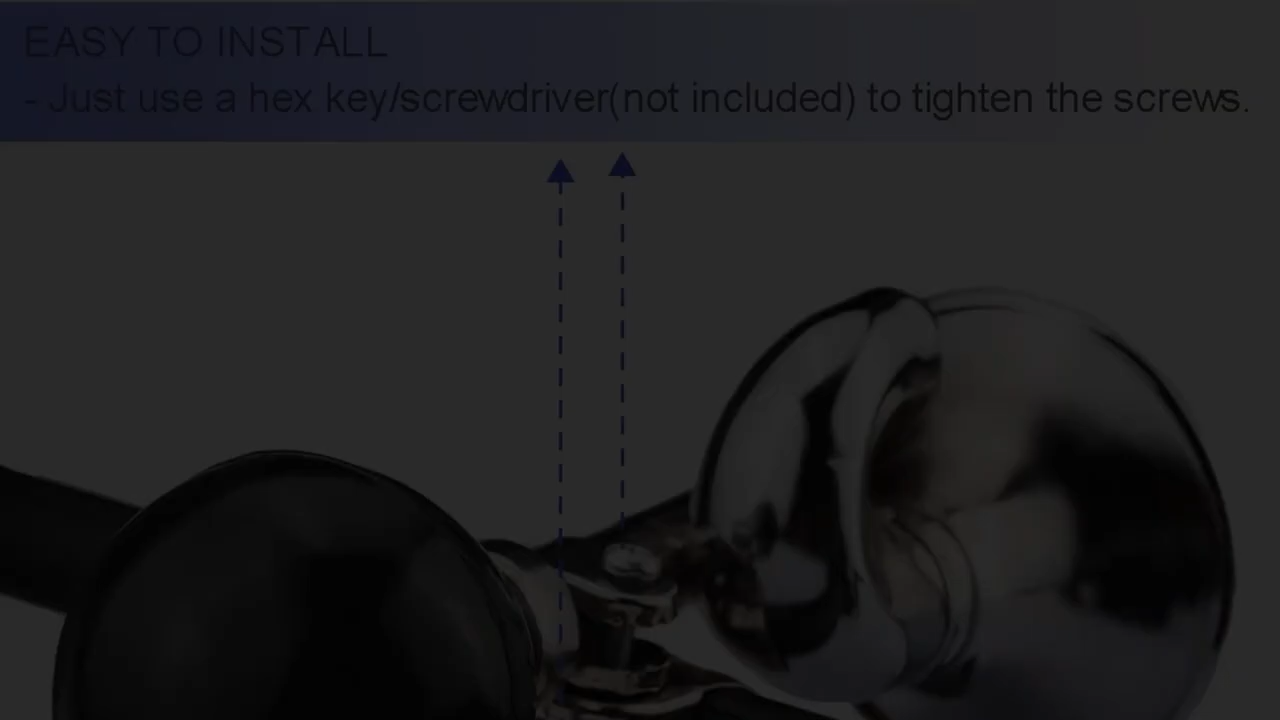 EASY TO INSTALL
- Just use a hex key/screwdriver(not included) to tighten the screws.